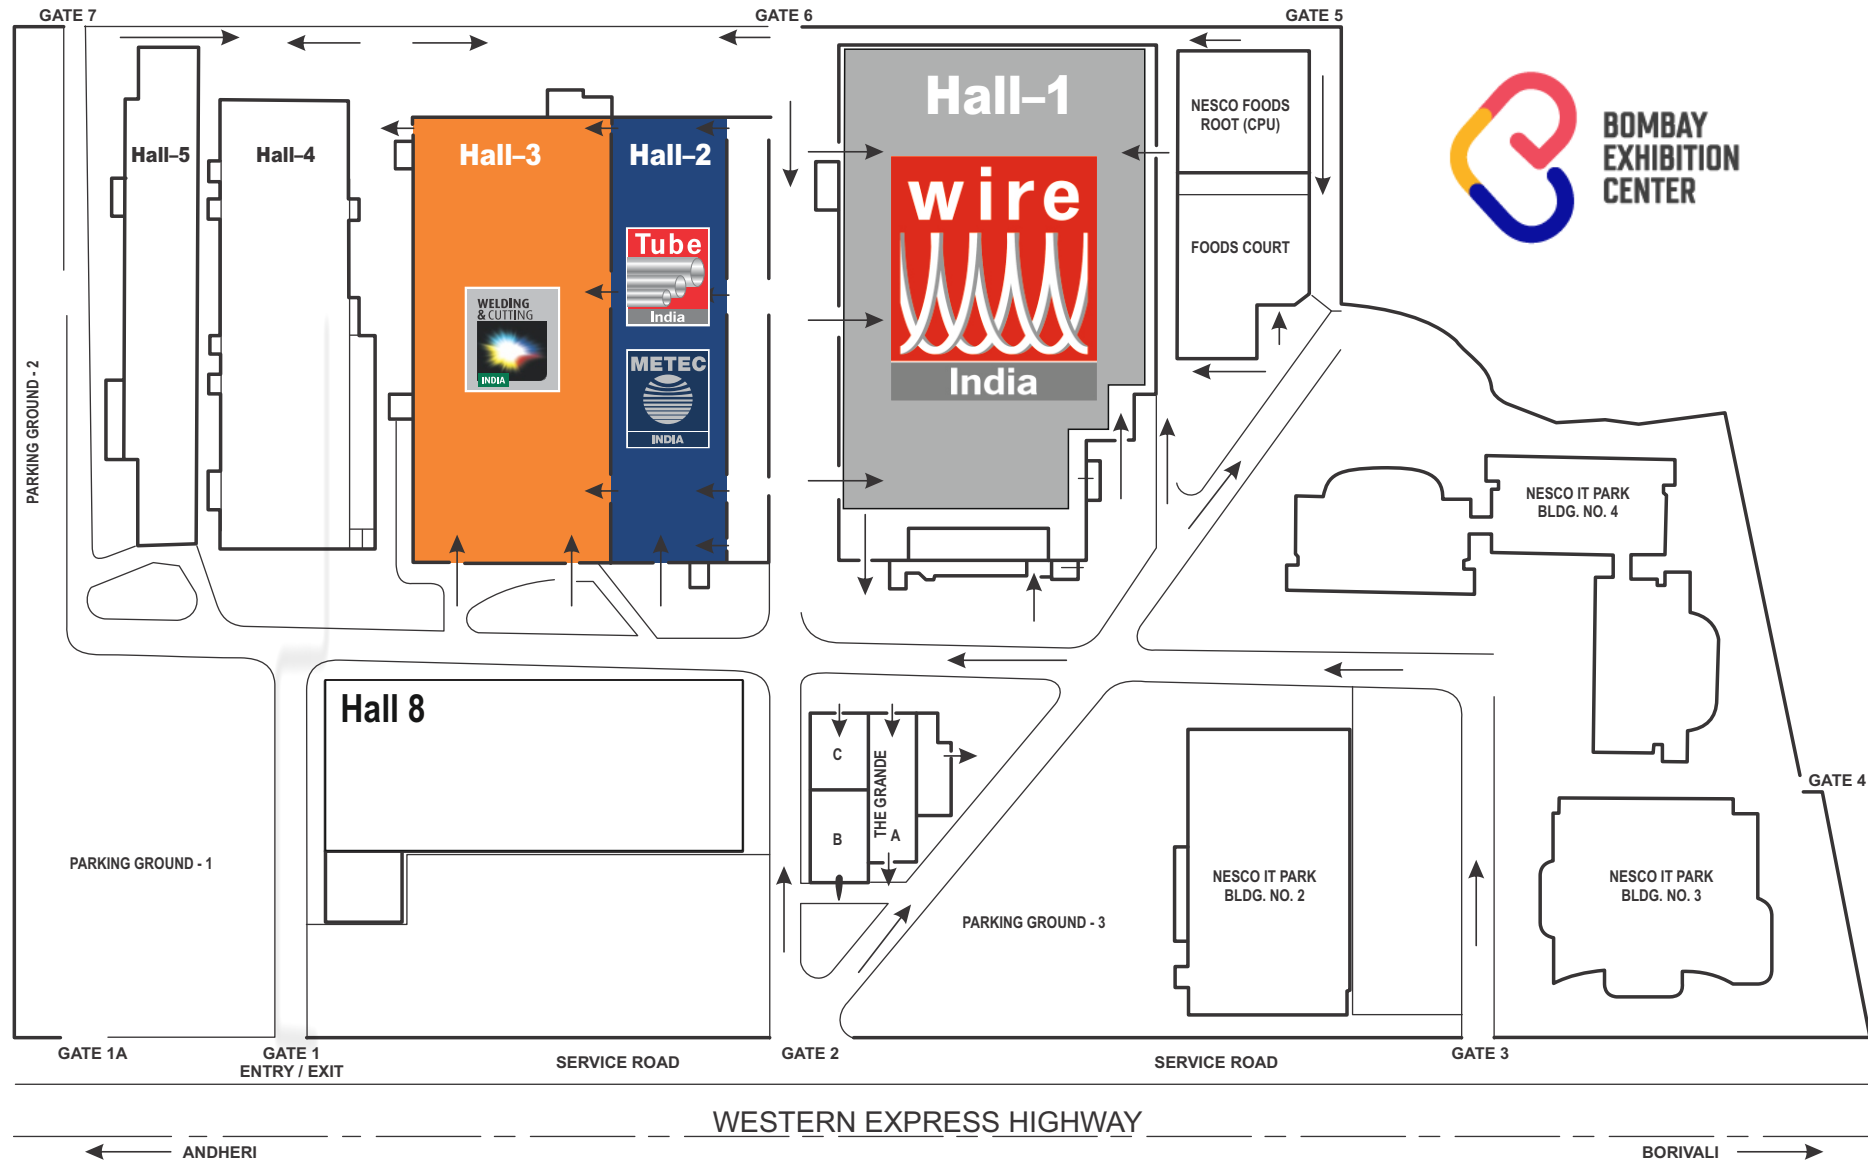 GATE 7
GATE 6
GATE 5
Hall–1
NESCO FOODS
ROOT (CPU)
BOMBAY
EXHIBITION
CENTER
Hall–5
Hall–4
Hall–3
Hall–2
wire
India
Tube
India
FOODS COURT
WELDING
& CUTTING
INDIA
METEC
INDIA
PARKING GROUND - 2
NESCO IT PARK
BLDG. NO. 4
Hall 8
C
THE GRANDE
B
A
GATE 4
PARKING GROUND - 1
NESCO IT PARK
BLDG. NO. 2
NESCO IT PARK
BLDG. NO. 3
PARKING GROUND - 3
GATE 1A
GATE 1
ENTRY / EXIT
SERVICE ROAD
GATE 2
SERVICE ROAD
GATE 3
WESTERN EXPRESS HIGHWAY
ANDHERI
BORIVALI